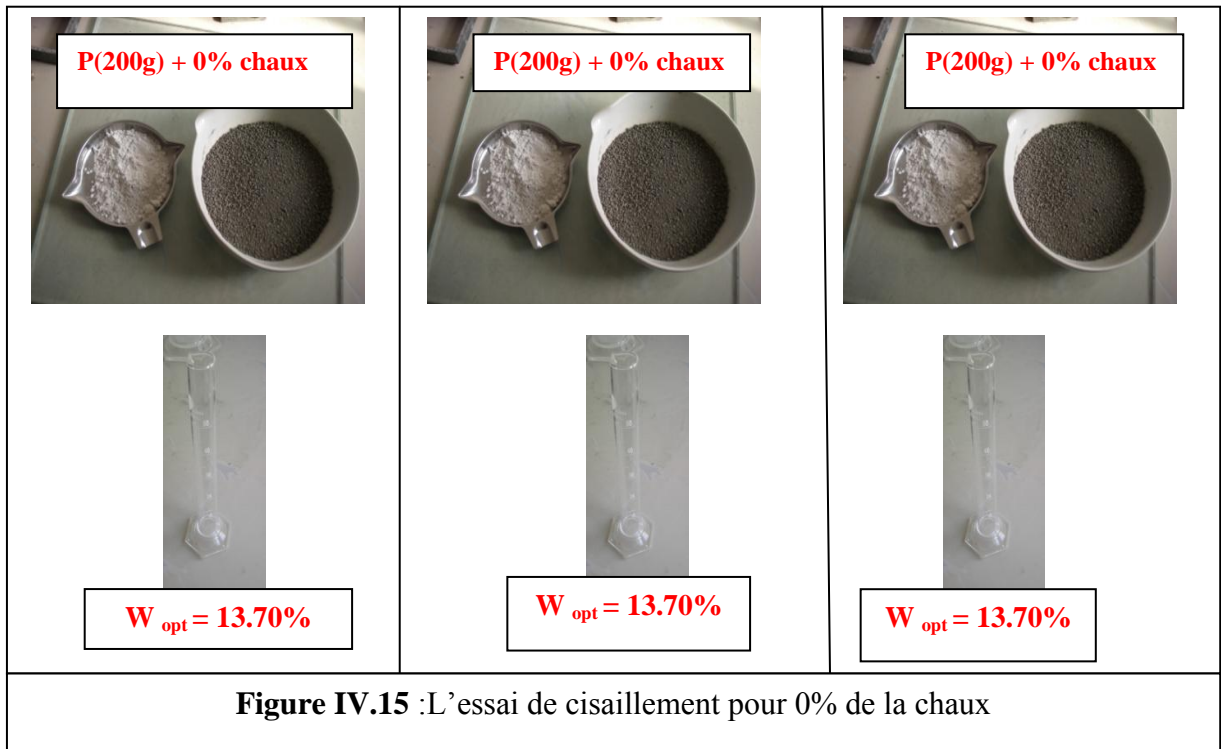 P(200g) + 0% chaux
P(200g) + 0% chaux
P(200g) + 0% chaux
W opt = 13.70%
W opt = 13.70%
W opt = 13.70%
Figure IV.15 :L’essai de cisaillement pour 0% de la chaux